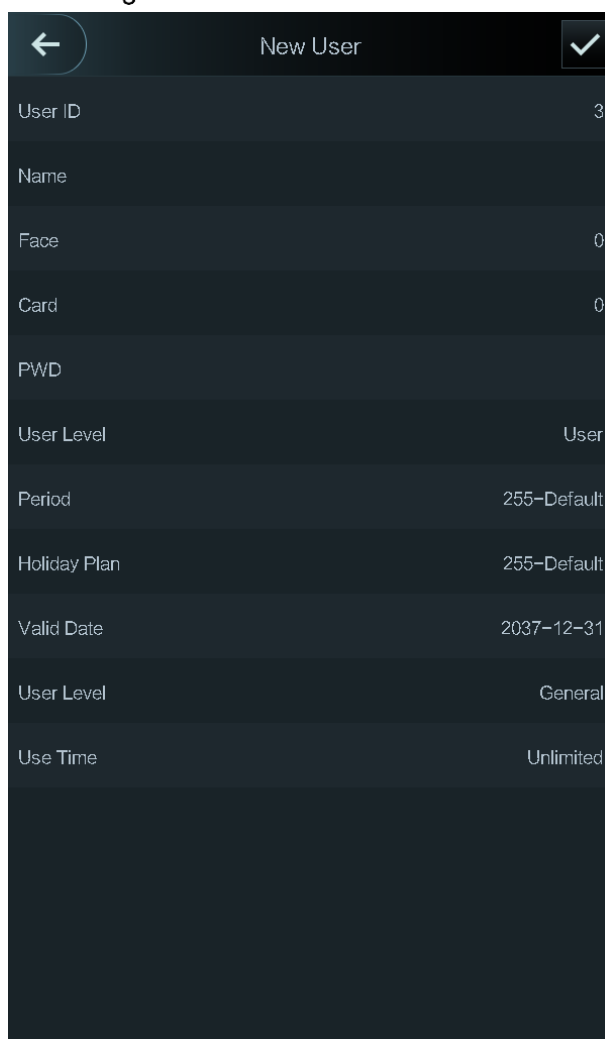 New User
User ID 3
Name
Face 0
Card 0
PWD
User Level User
Period 255-Default
Holiday Plan 255-Default
Valid Date 2037-12-31
User Level General
Use Time Unlimited